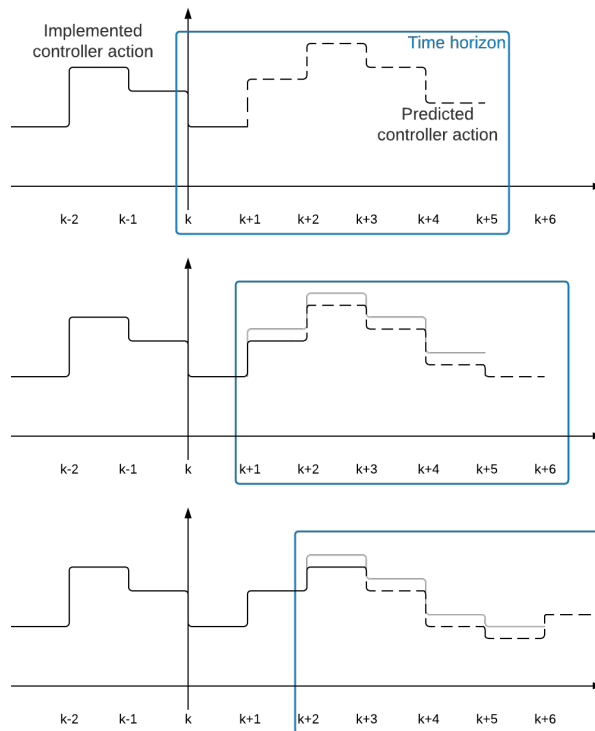 Implemented
controller action
Time horizon
Predicted
controller action
k-2 k-1 k k+1 k+2 k+3 k+4 k+5 k+6
k-2 k-1 k k+1 k+2 k+3 k+4 k+5 k+6
k-2 k-1 k k+1 k+2 k+3 k+4 k+5 k+6